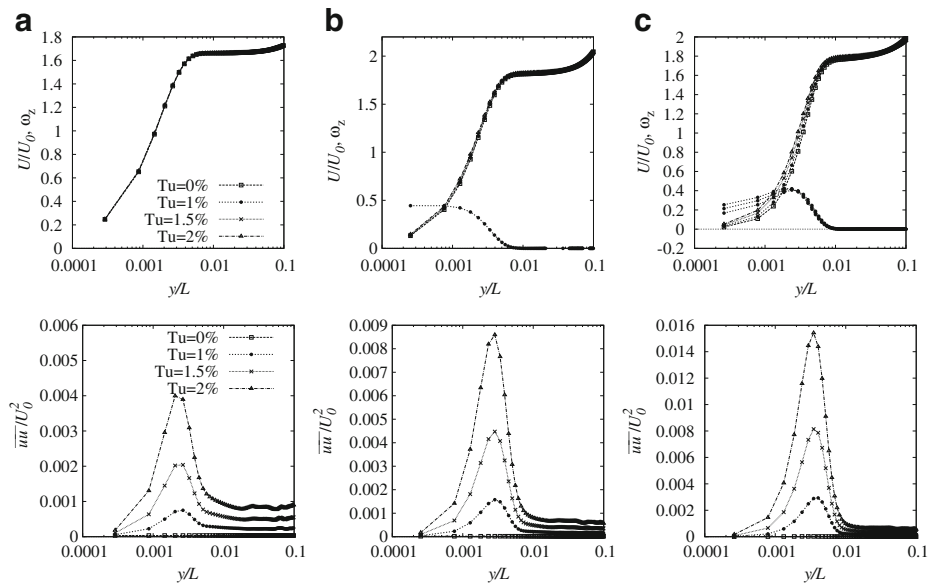 a
b
c
1.8
1.6
1.4
1.2
1
0.8
0.6
0.4
0.2
0
U/U0, ωz
Tu=0%
Tu=1%
Tu=1.5%
Tu=2%
0.0001 0.001 0.01 0.1
y/L
2
1.5
1
0.5
0
U/U0, ωz
0.0001 0.001 0.01 0.1
y/L
2
1.8
1.6
1.4
1.2
1
0.8
0.6
0.4
0.2
0
-0.2
U/U0, ωz
0.0001 0.001 0.01 0.1
y/L
0.006
0.005
0.004
0.003
0.002
0.001
0
uu/U0²
Tu=0%
Tu=1%
Tu=1.5%
Tu=2%
0.0001 0.001 0.01 0.1
y/L
0.009
0.008
0.007
0.006
0.005
0.004
0.003
0.002
0.001
0
uu/U0²
0.0001 0.001 0.01 0.1
y/L
0.016
0.014
0.012
0.01
0.008
0.006
0.004
0.002
0
uu/U0²
0.0001 0.001 0.01 0.1
y/L